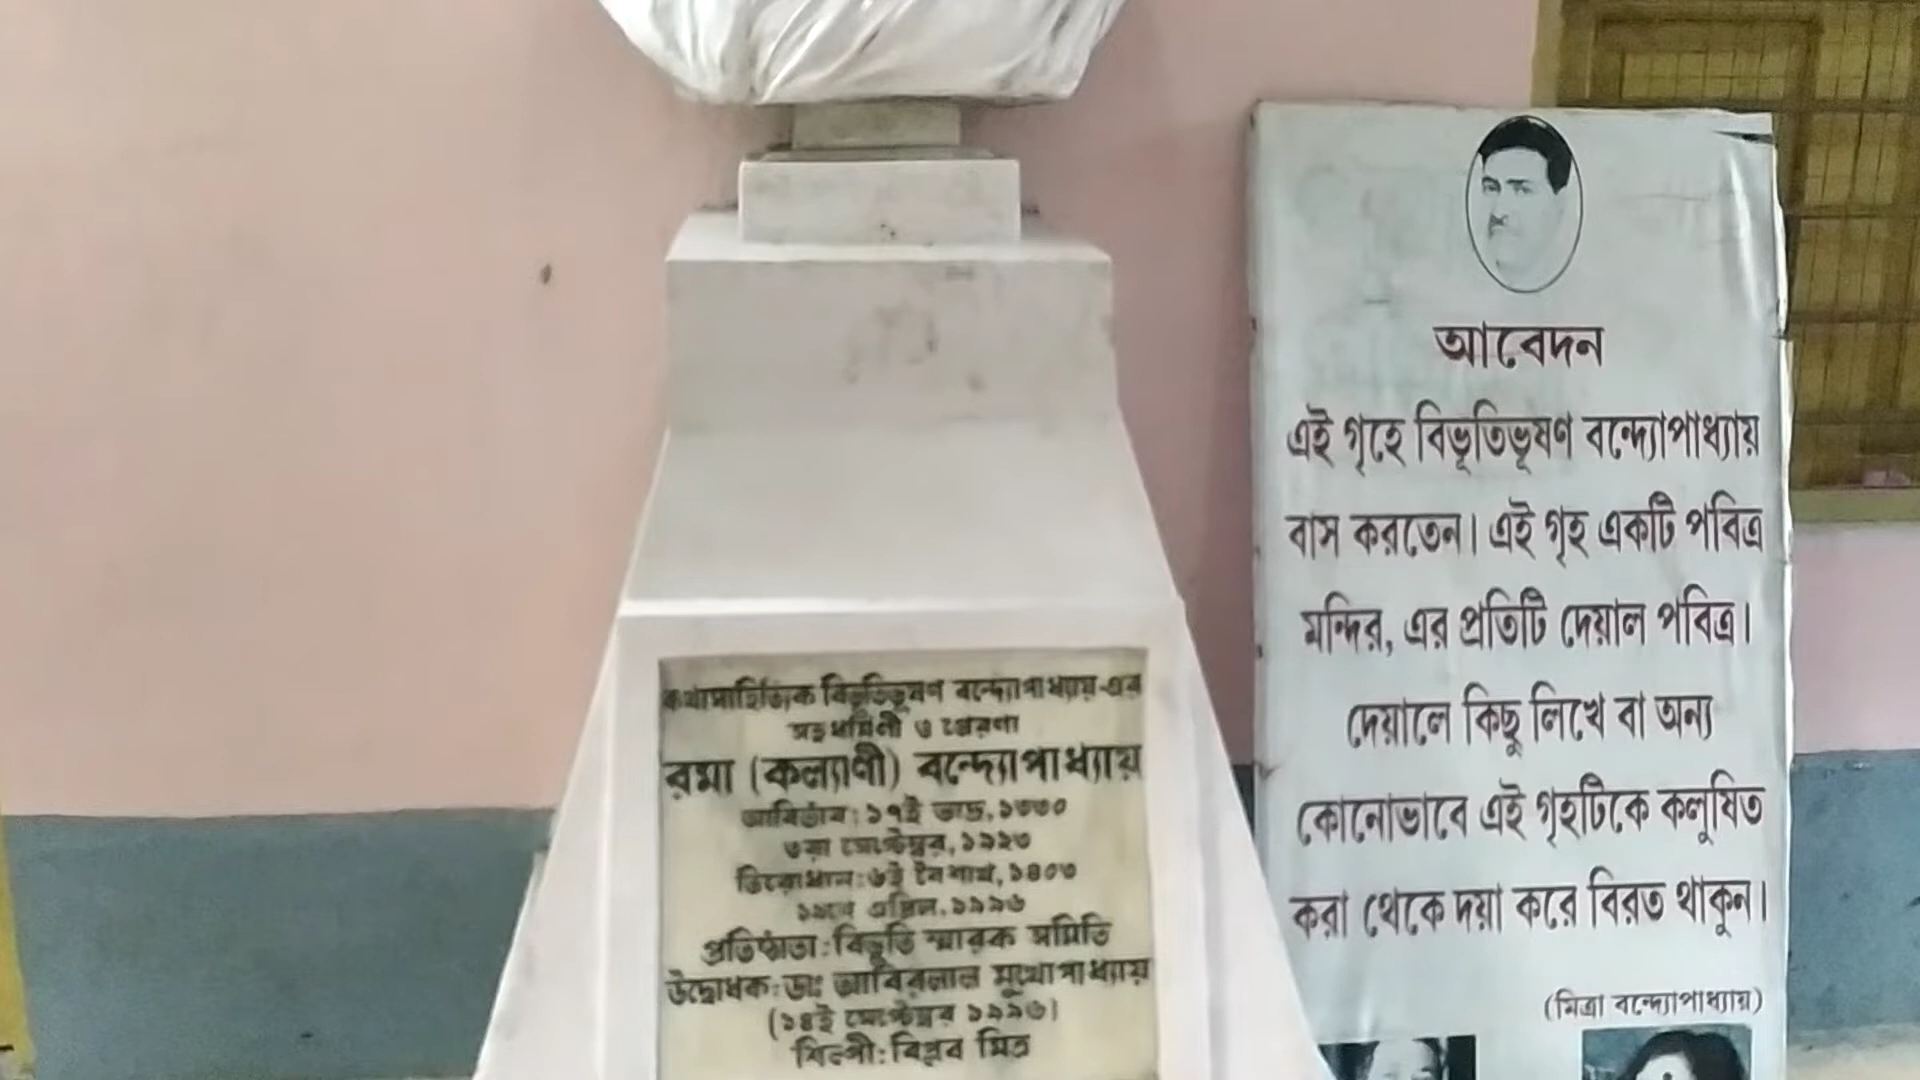 কথাসাহিত্যিক বিভূতিভূষণ বন্দ্যোপাধ্যায়-এর
সহধর্মিনী ও প্রেরণা
রমা (কল্যাণী) বন্দ্যোপাধ্যায়
আবির্ভাব: ১৭ই ভাদ্র, ১৩৩০
৩রা সেপ্টেম্বর, ১৯২৩
তিরোধান: ৬ই বৈশাখ, ১৪০৩
১৯শে এপ্রিল, ১৯৯৬
প্রতিষ্ঠাতা: বিভূতি স্মারক সমিতি
উদ্বোধক: ডাঃ আবিরলাল মুখোপাধ্যায়
(১৪ই সেপ্টেম্বর ১৯৯৬)
শিল্পী: বিপ্লব মিত্র
আবেদন
এই গৃহে বিভূতিভূষণ বন্দ্যোপাধ্যায়
বাস করতেন। এই গৃহ একটি পবিত্র
মন্দির, এর প্রতিটি দেয়াল পবিত্র।
দেয়ালে কিছু লিখে বা অন্য
কোনোভাবে এই গৃহটিকে কলুষিত
করা থেকে দয়া করে বিরত থাকুন।
(মিত্রা বন্দ্যোপাধ্যায়)